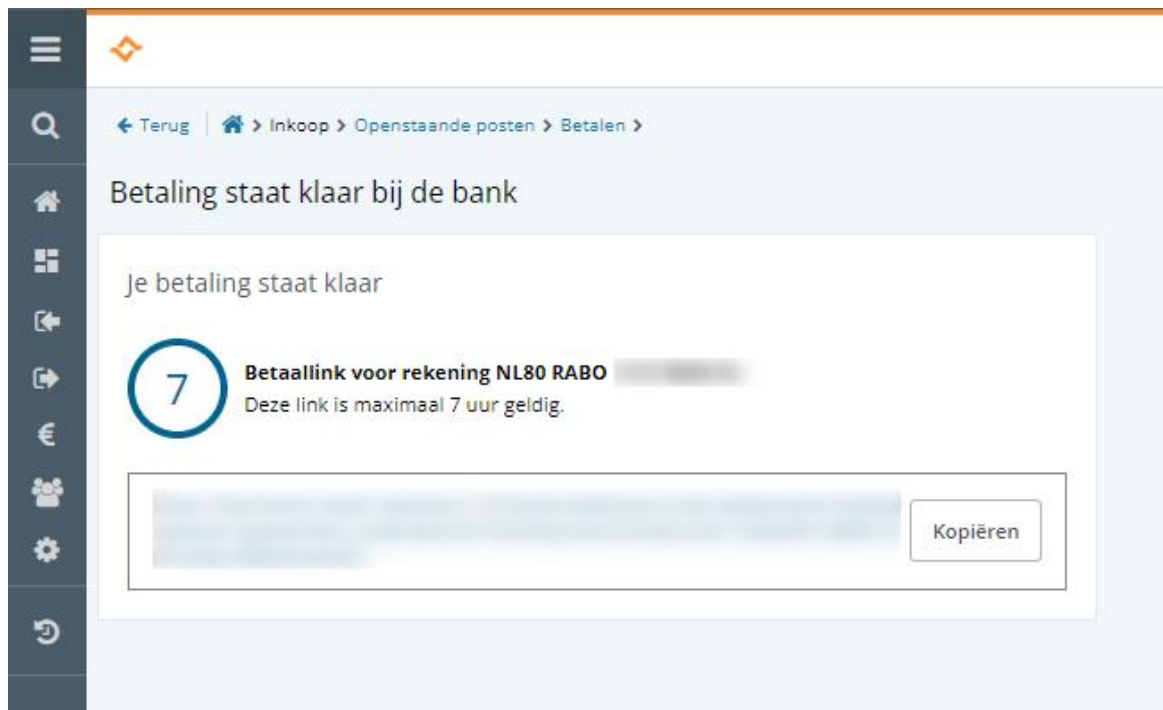 Terug > Inkoop > Openstaande posten > Betalen >
Betaling staat klaar bij de bank
Je betaling staat klaar
7
Betaallink voor rekening NL80 RABO
Deze link is maximaal 7 uur geldig.
Kopiëren
€